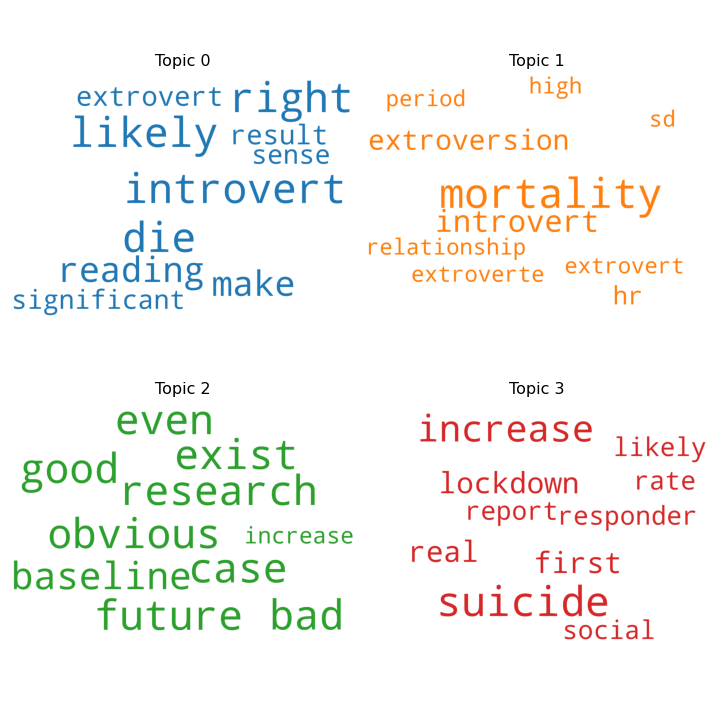 Topic 0
extrovert right
likely result
sense
introvert
die
reading make
significant
Topic 1
high
period
sd
extroversion
mortality
introvert
relationship
extroverte extrovert
hr
Topic 2
even
good exist
research
obvious increase
baseline case
future bad
Topic 3
increase likely
lockdown rate
report responder
real first
suicide
social